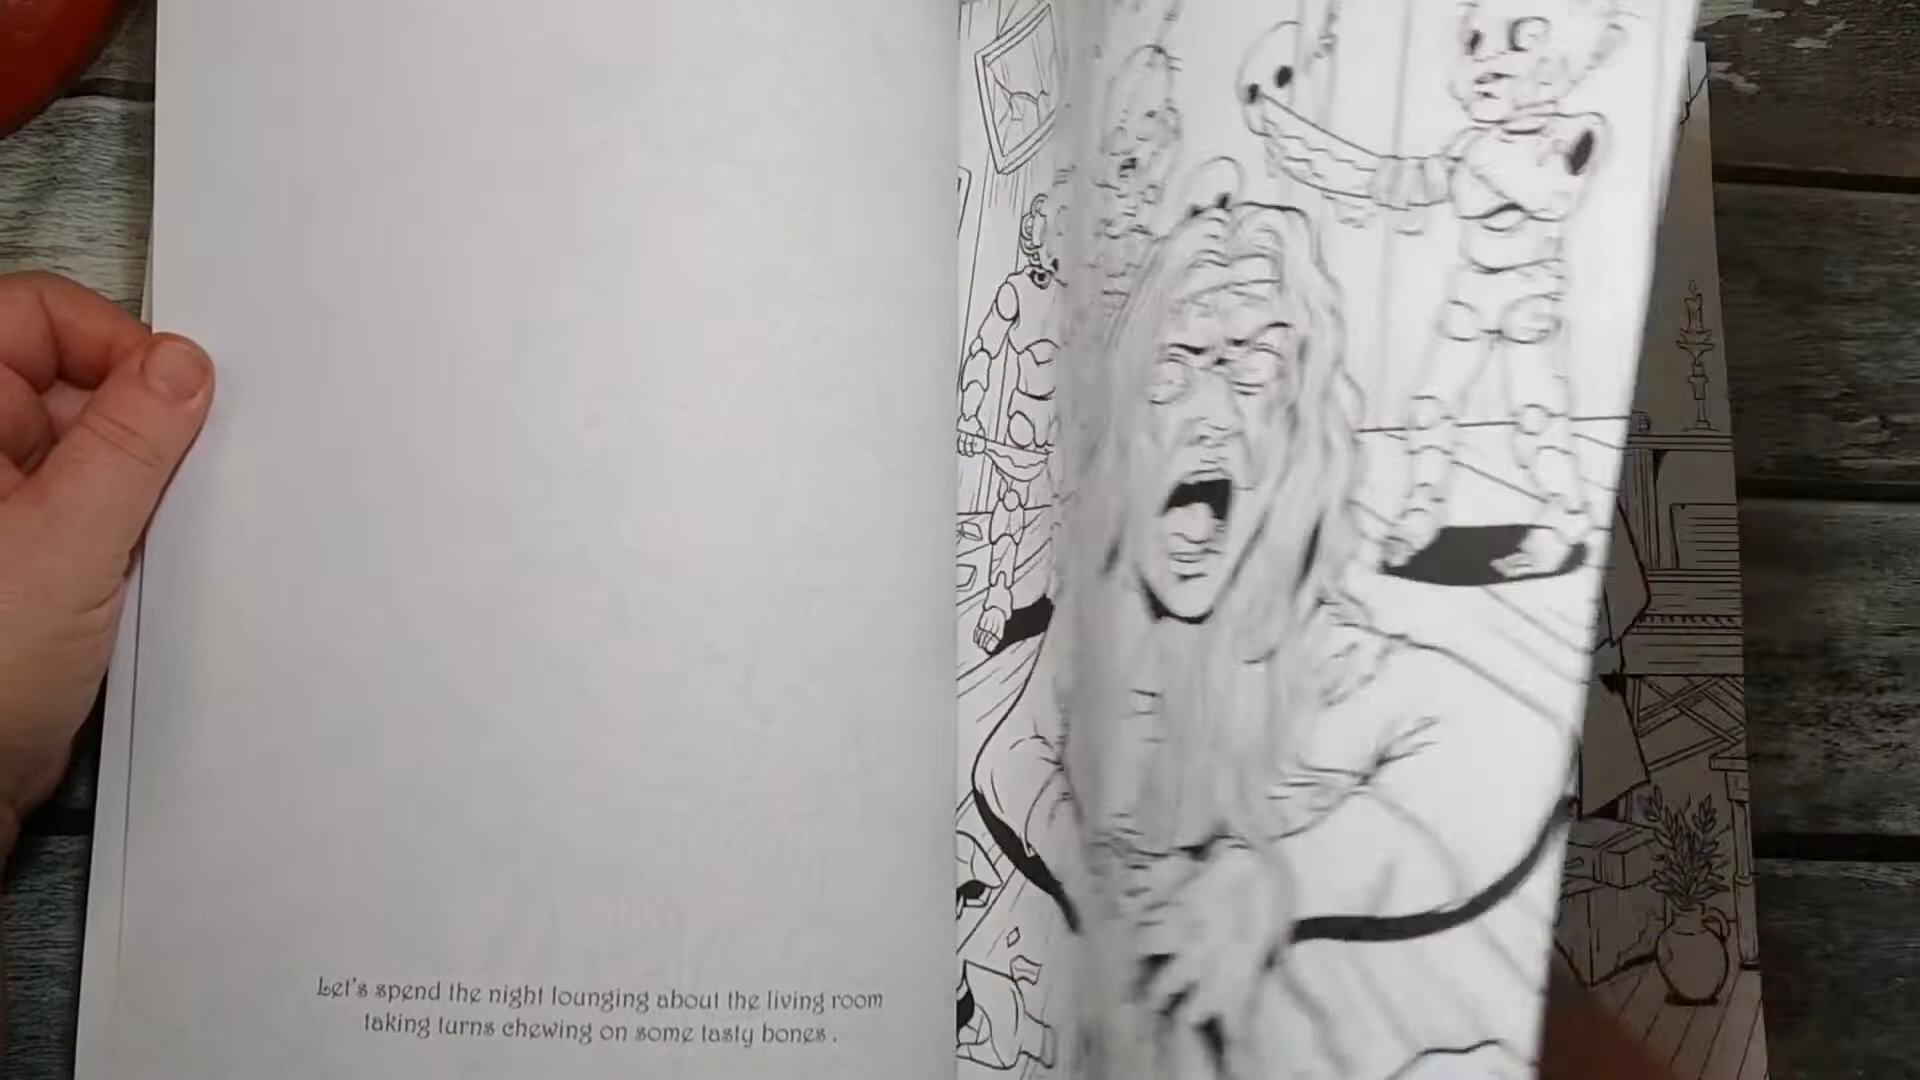 Let's spend the night lounging about the living room
taking turns chewing on some tasty bones.